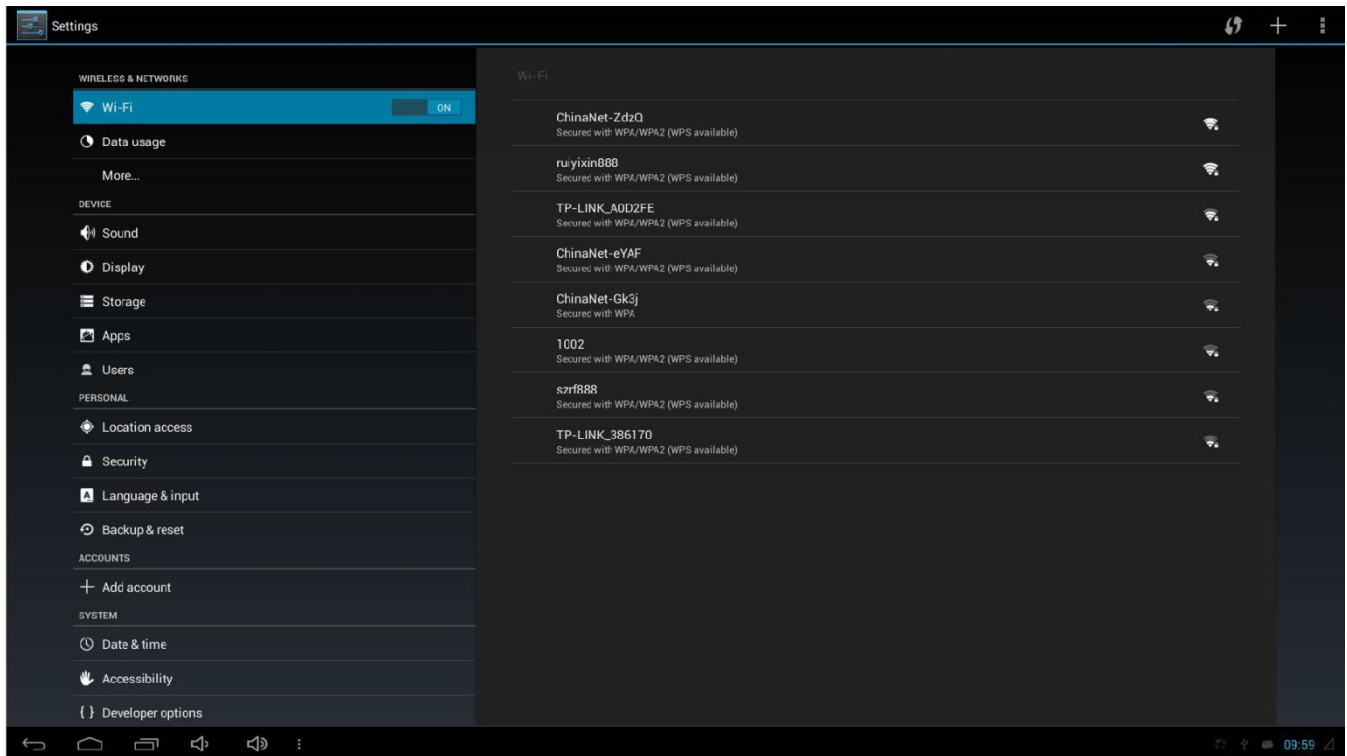 Settings
WIRELESS & NETWORKS
Wi-Fi
ON
Data usage
More...
DEVICE
Sound
Display
Storage
Apps
Users
PERSONAL
Location access
Security
Language & input
Backup & reset
ACCOUNTS
Add account
SYSTEM
Date & time
Accessibility
{ } Developer options
Wi-Fi
ChinaNet-ZdzQ
Secured with WPA/WPA2 (WPS available)
ruiyixin888
Secured with WPA/WPA2 (WPS available)
TP-LINK_A0D2FE
Secured with WPA/WPA2 (WPS available)
ChinaNet-eYAF
Secured with WPA/WPA2 (WPS available)
ChinaNet-Gk3j
Secured with WPA
1002
Secured with WPA/WPA2 (WPS available)
szrf888
Secured with WPA/WPA2 (WPS available)
TP-LINK_386170
Secured with WPA/WPA2 (WPS available)
09:59